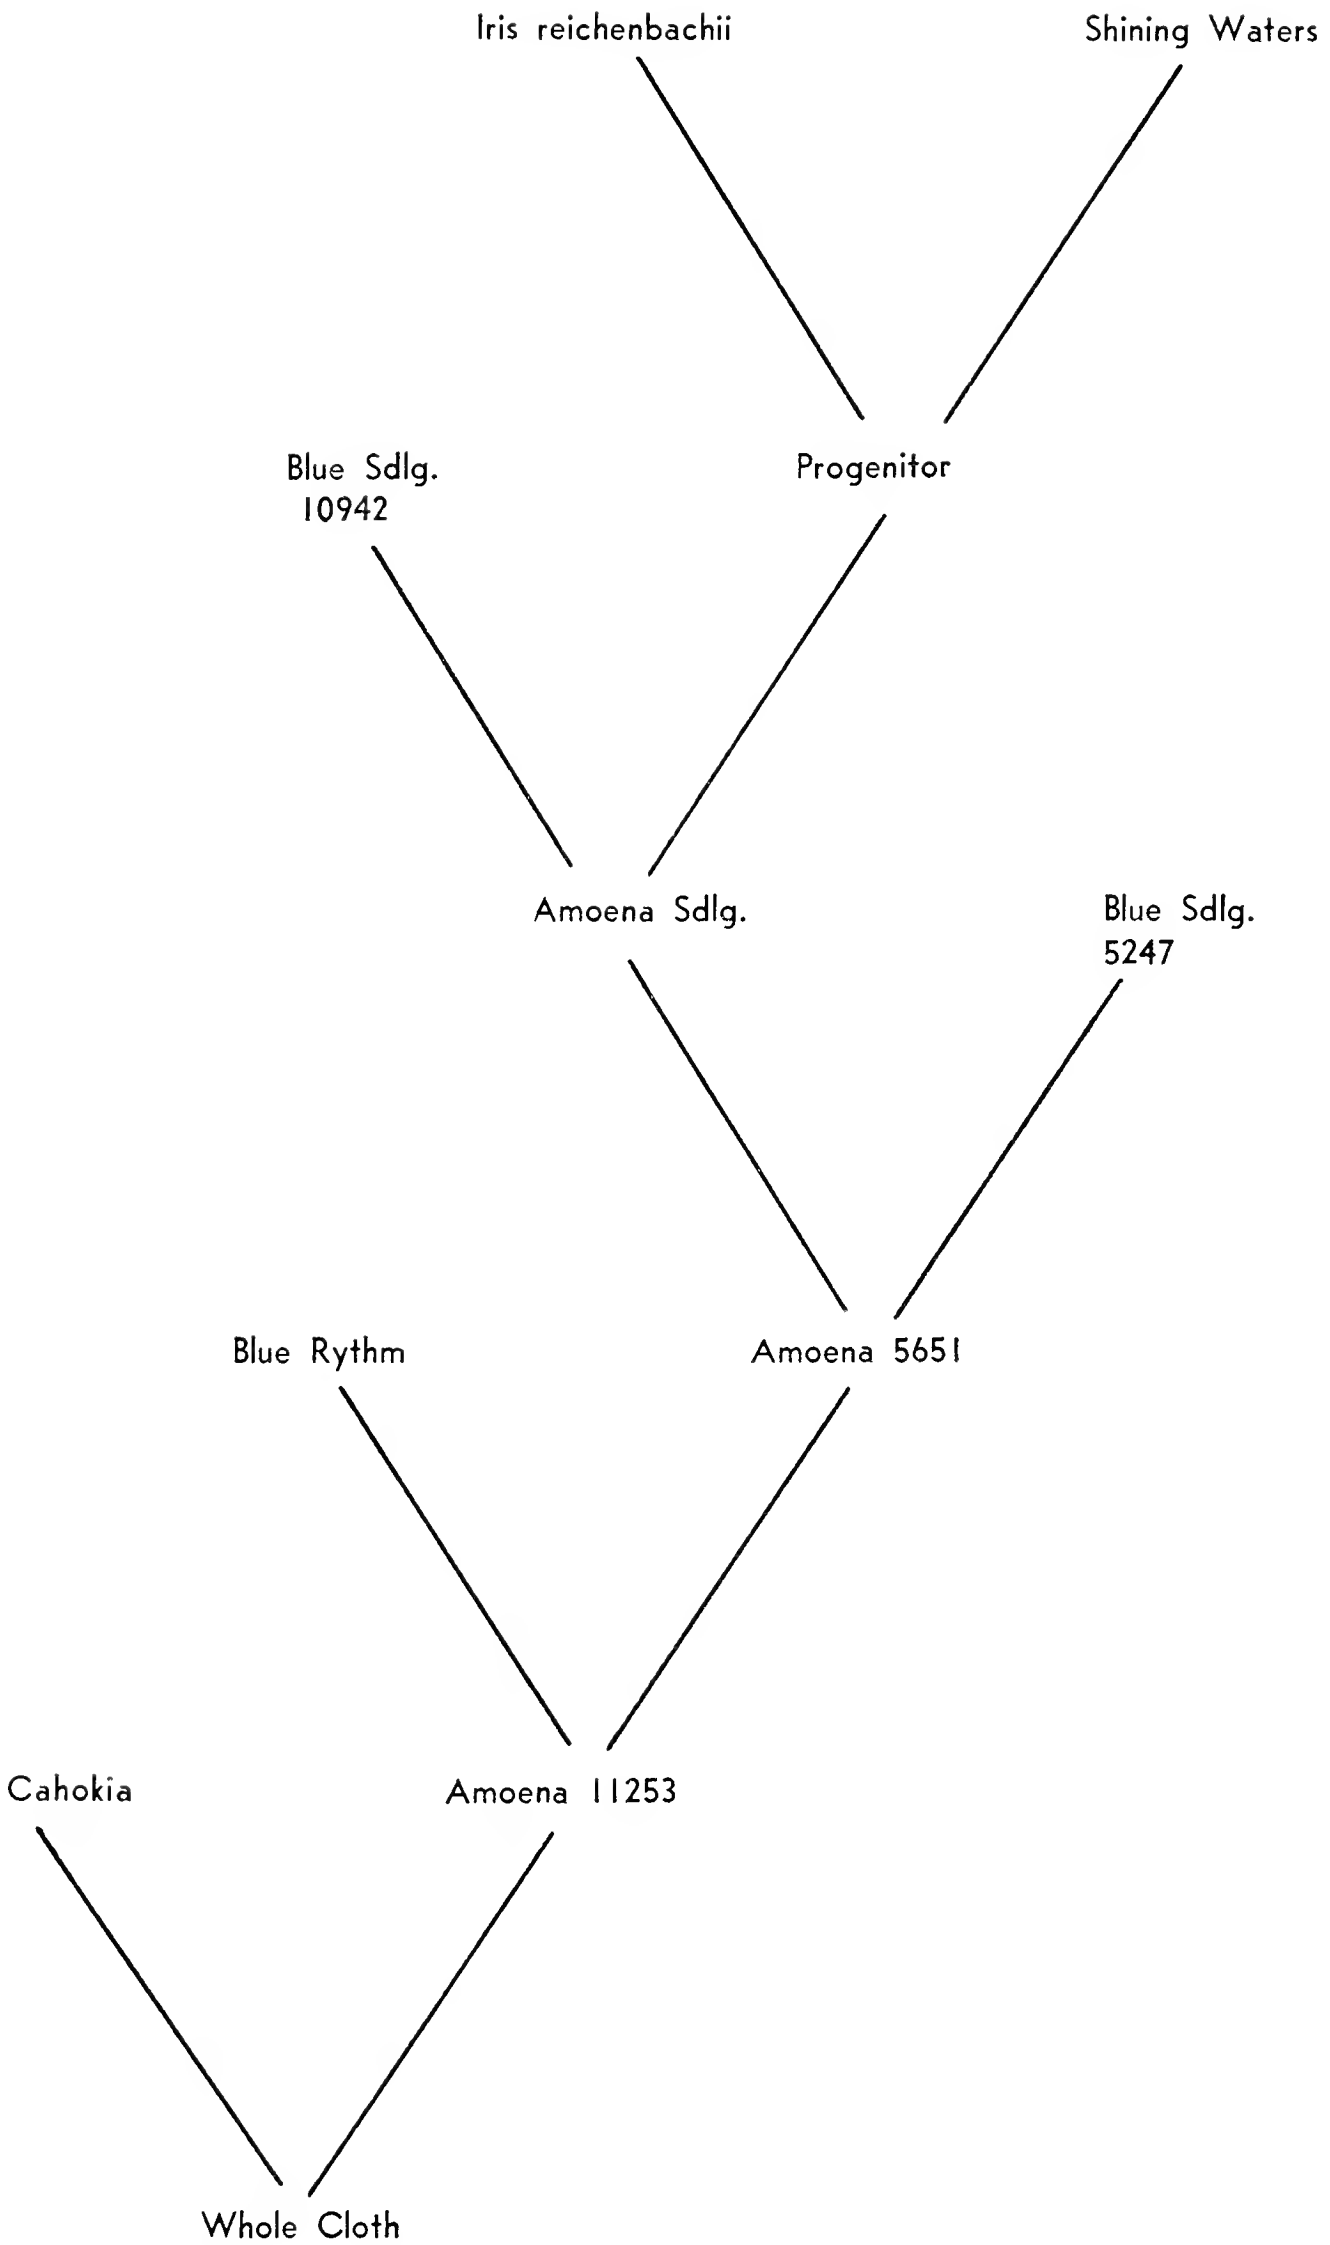 Iris reichenbachii
Shining Waters
Blue Sdlg.
10942
Progenitor
Amoena Sdlg.
Blue Sdlg.
5247
Blue Rythm
Amoena 5651
Cahokia
Amoena 11253
Whole Cloth